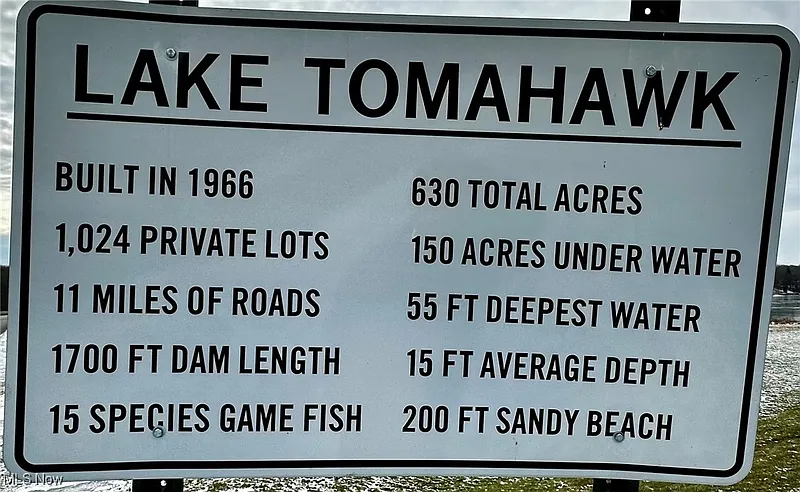 LAKE TOMAHAWK
BUILT IN 1966
1,024 PRIVATE LOTS
11 MILES OF ROADS
1700 FT DAM LENGTH
15 SPECIES GAME FISH
630 TOTAL ACRES
150 ACRES UNDER WATER
55 FT DEEPEST WATER
15 FT AVERAGE DEPTH
200 FT SANDY BEACH
MLS Now